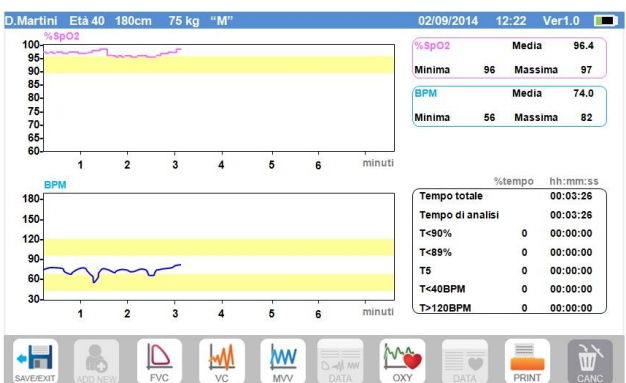 D.Martini Età 40 180cm 75 kg “M” 02/09/2014 12:22 Ver1.0
%SpO2
100
95
90
85
80
75
70
65
60
1 2 3 4 5 6 minuti
%SpO2 Media 96.4
Minima 96 Massima 97
BPM Media 74.0
Minima 56 Massima 82
BPM
180
150
120
90
60
30
1 2 3 4 5 6 minuti
%tempo hh:mm:ss
Tempo totale 00:03:26
Tempo di analisi 00:03:26
T<90% 0 00:00:00
T<89% 0 00:00:00
T5 0 00:00:00
T<40BPM 0 00:00:00
T>120BPM 0 00:00:00
SAVE/EXIT ADD NEW FVC VC MVV DATA OXY DATA PRINT CANC